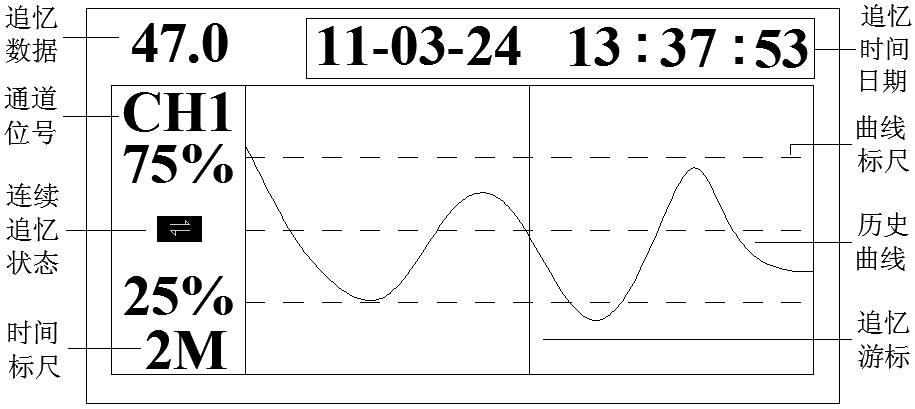 追忆
数据
47.0
11-03-24 13:37:53
追忆
时间
日期
通道
位号
CH1
75%
曲线
标尺
连续
追忆
状态
⇌
历史
曲线
25%
时间
标尺
2M
追忆
游标